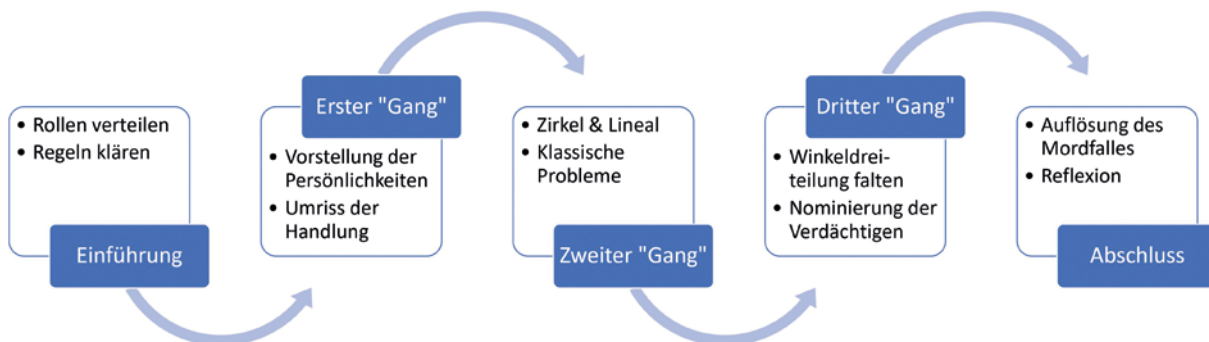 • Rollen verteilen
• Regeln klären
Einführung
Erster "Gang"
• Vorstellung der
Persönlichkeiten
• Umriss der
Handlung
• Zirkel & Lineal
• Klassische
Probleme
Zweiter "Gang"
Dritter "Gang"
• Winkeldrei-
teilung falten
• Nominierung der
Verdächtigen
• Auflösung des
Mordfalles
• Reflexion
Abschluss